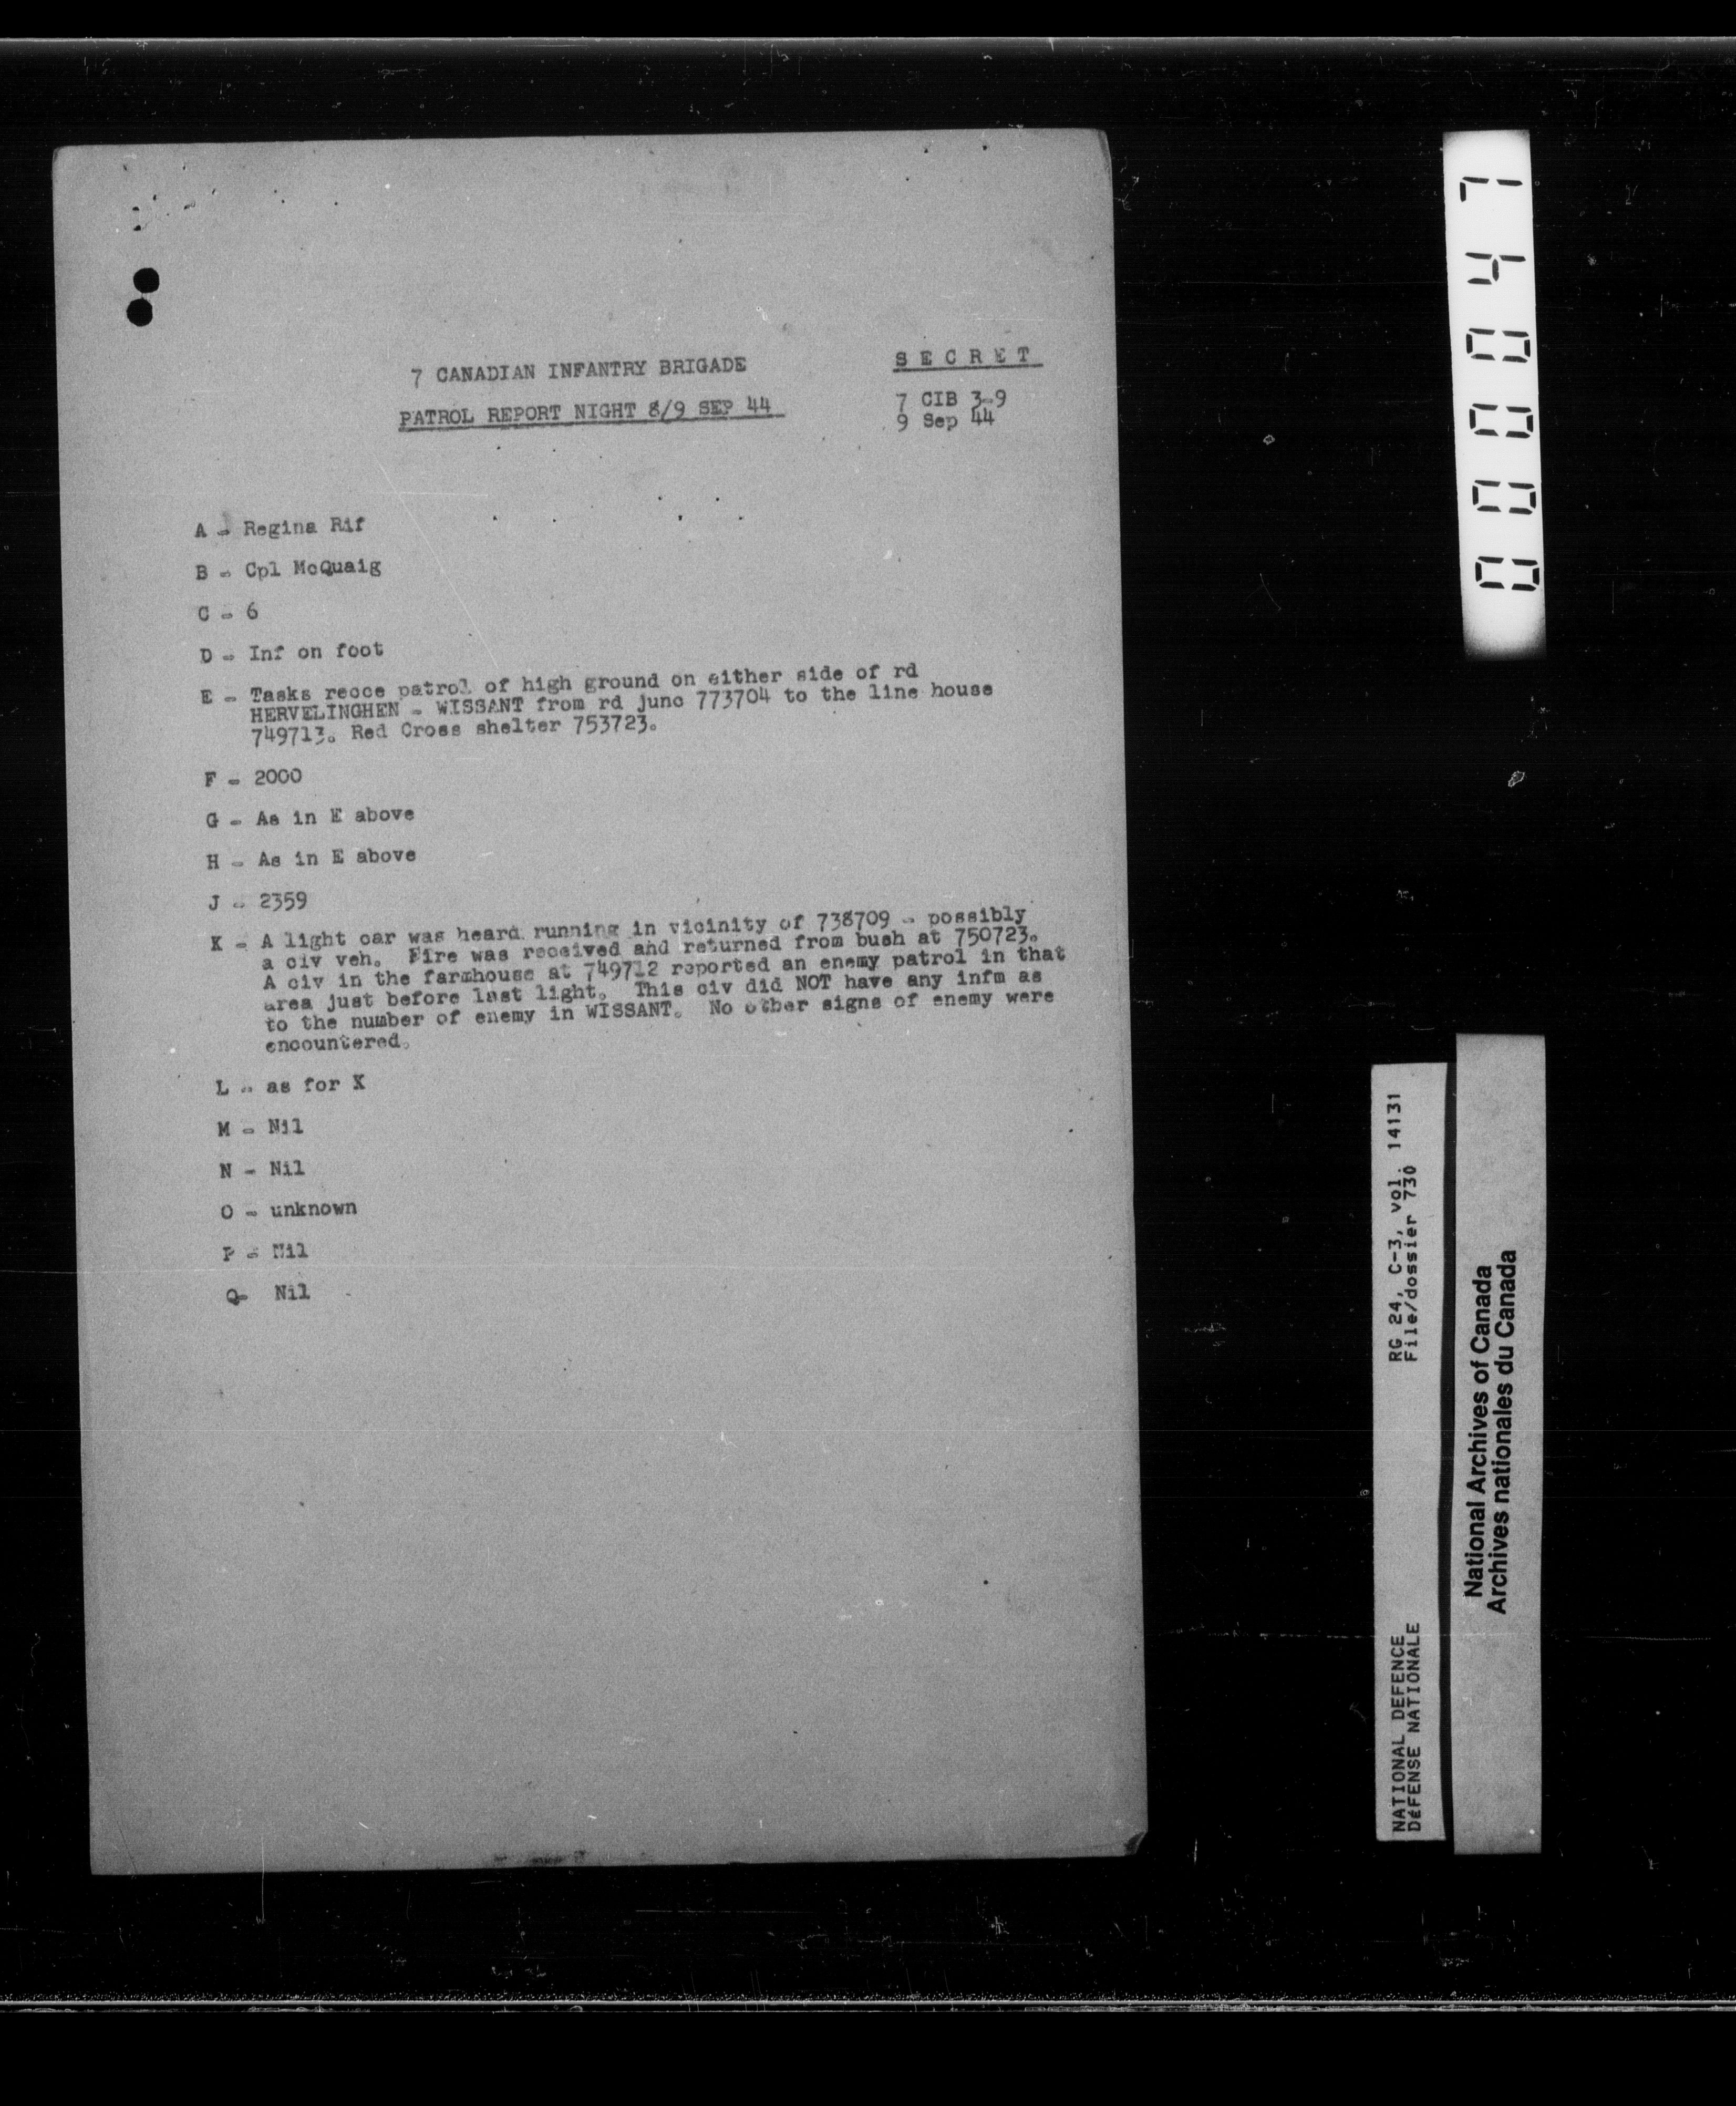 7 CANADIAN INFANTRY BRIGADE
PATROL REPORT NIGHT 8/9 SEP 44
S E C R E T
7 CIB 3-9
9 Sep 44
A - Regina Rif
B - Cpl McQuaig
C - 6
D - Inf on foot
E - Tasks recce patrol of high ground on either side of rd
HERVELINGHEN - WISSANT from rd junc 773704 to the line house
749713. Red Cross shelter 753723.
F - 2000
G - As in E above
H - As in E above
J - 2359
K - A light car was heard running in vicinity of 738709 - possibly
a civ veh. Fire was received and returned from bush at 750723.
A civ in the farmhouse at 749712 reported an enemy patrol in that
area just before last light. This civ did NOT have any infm as
to the number of enemy in WISSANT. No other signs of enemy were
encountered.
L - as for K
M - Nil
N - Nil
O - unknown
P - Nil
Q- Nil
000047
RG 24, C-3, vol. 14131
File/dossier 730
NATIONAL DEFENCE
DéFENSE NATIONALE
National Archives of Canada
Archives nationales du Canada